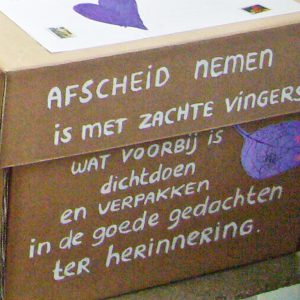 AFSCHEID NEMEN
is MET ZACHTE VINGERS
WAT VOORBIJ IS
dichtdoen
en VERPAKKEN
in de goede gedachten
ter herinnering.